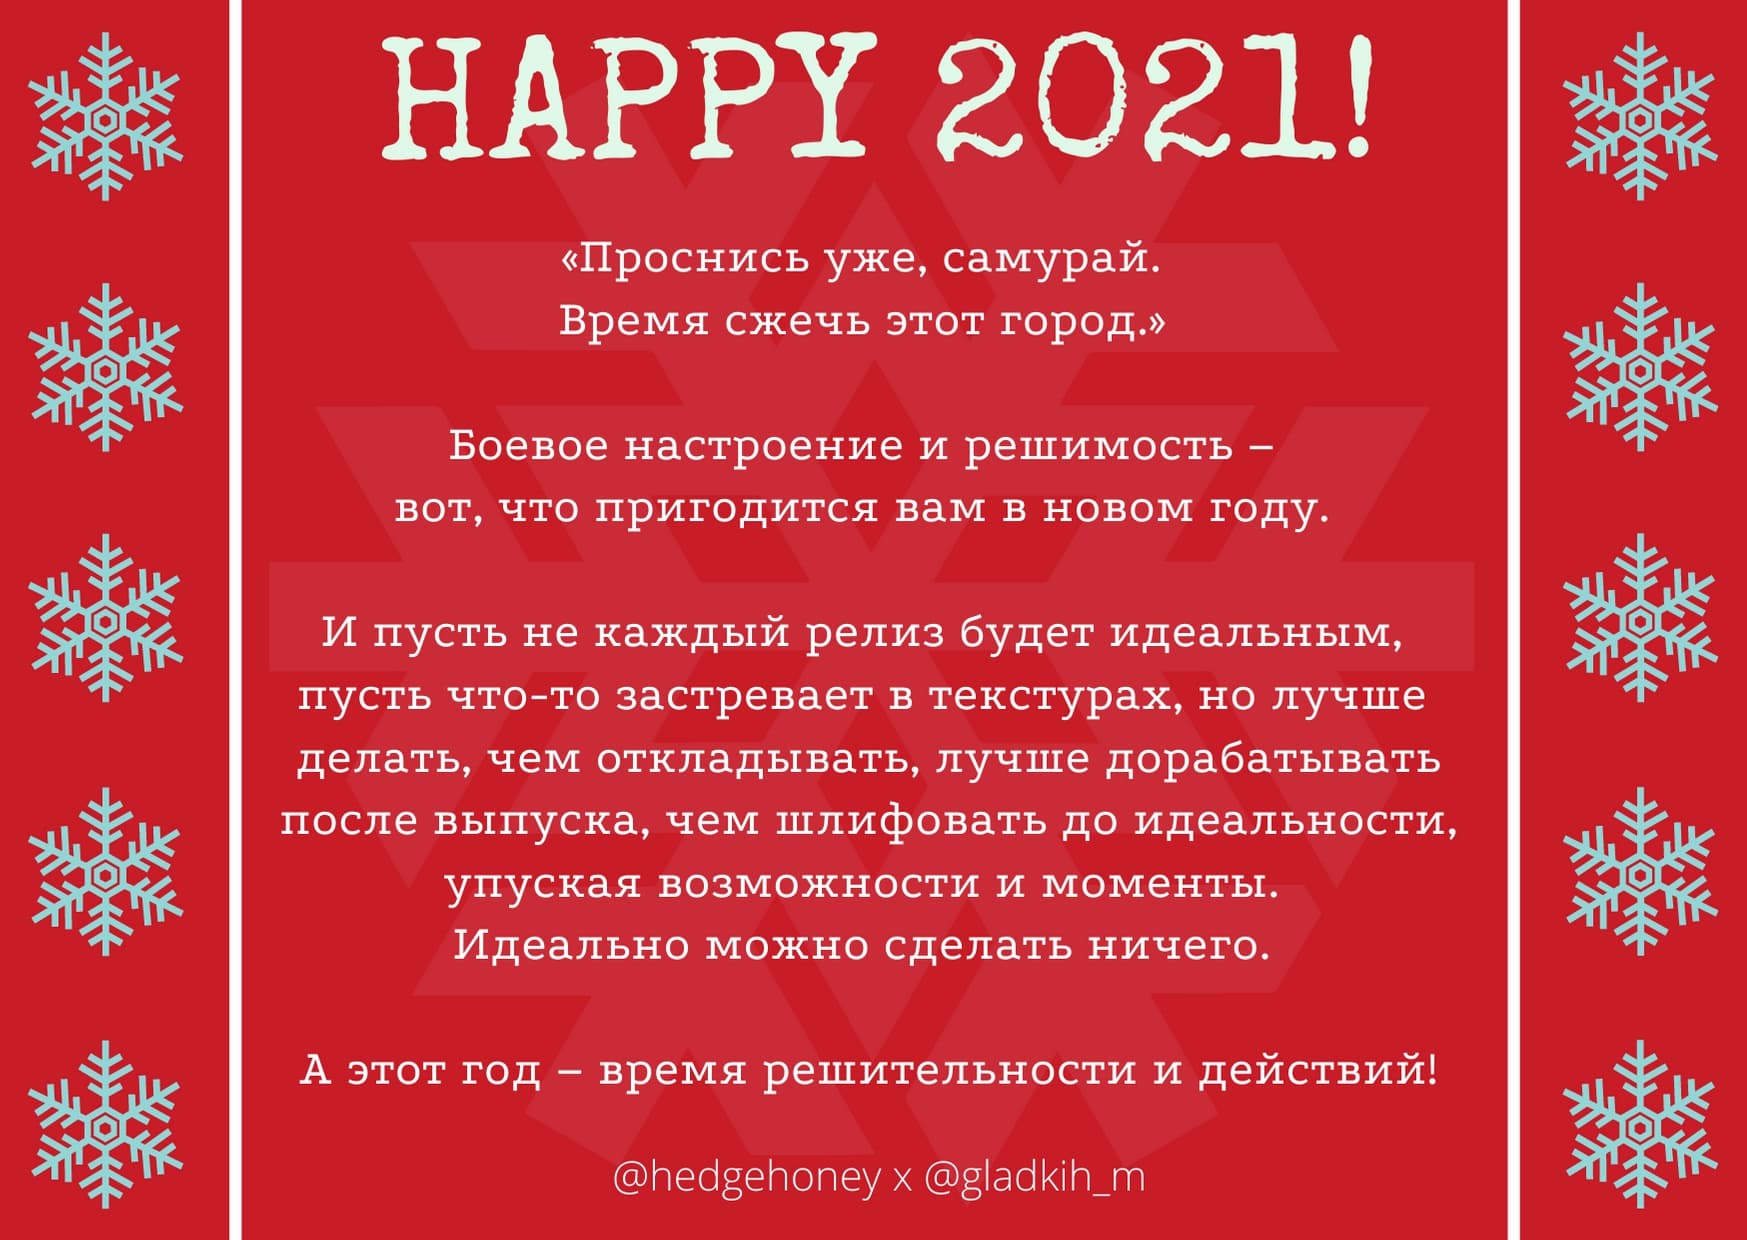 HAPPY 2021!
«Проснись уже, самурай.
Время сжечь этот город.»
Боевое настроение и решимость –
вот, что пригодится вам в новом году.
И пусть не каждый релиз будет идеальным,
пусть что-то застревает в текстурах, но лучше
делать, чем откладывать, лучше дорабатывать
после выпуска, чем шлифовать до идеальности,
упуская возможности и моменты.
Идеально можно сделать ничего.
А этот год – время решительности и действий!
@hedgehoney x @gladkih_m